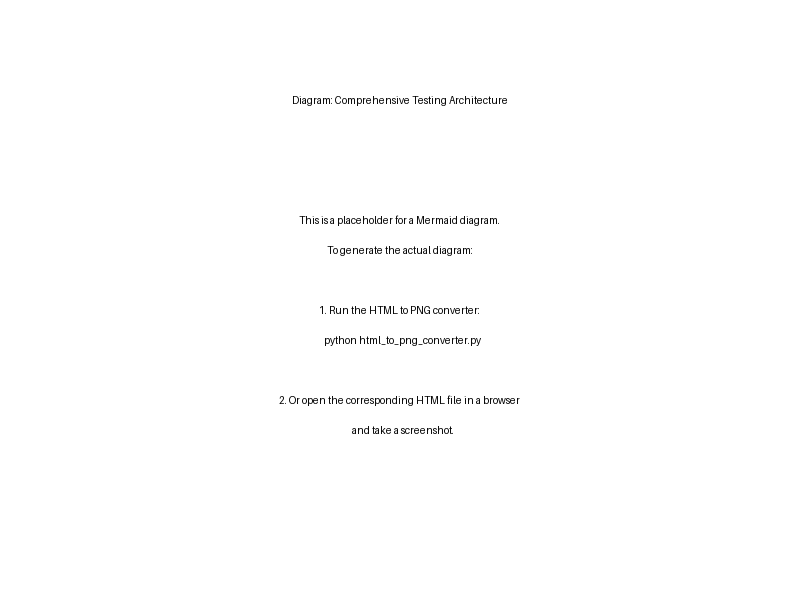 Diagram: Comprehensive Testing Architecture
This is a placeholder for a Mermaid diagram.
To generate the actual diagram:
1. Run the HTML to PNG converter:
python html_to_png_converter.py
2. Or open the corresponding HTML file in a browser
and take a screenshot.